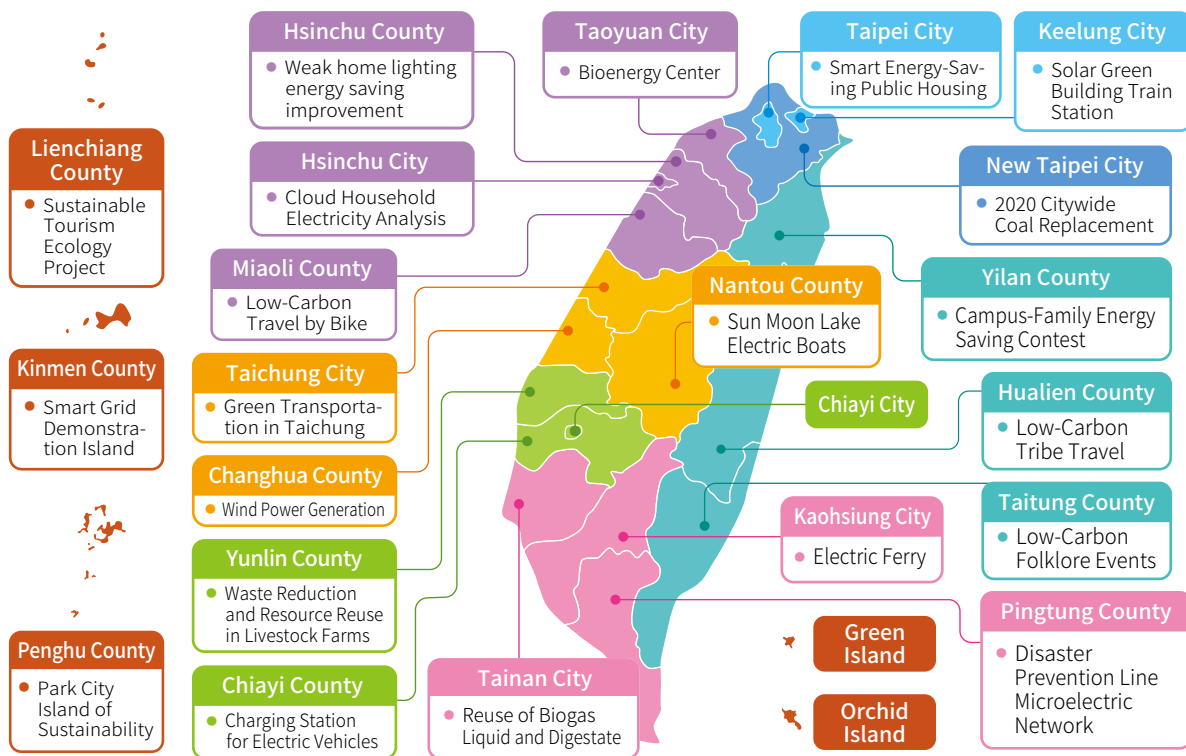 Hsinchu County
Weak home lighting
energy saving
improvement
Taoyuan City
Bioenergy Center
Taipei City
Smart Energy-Sav-
ing Public Housing
Keelung City
Solar Green
Building Train
Station
Lienchiang
County
Sustainable
Tourism
Ecology
Project
Hsinchu City
Cloud Household
Electricity Analysis
New Taipei City
2020 Citywide
Coal Replacement
Miaoli County
Low-Carbon
Travel by Bike
Nantou County
Sun Moon Lake
Electric Boats
Yilan County
Campus-Family Energy
Saving Contest
Kinmen County
Smart Grid
Demonstra-
tion Island
Taichung City
Green Transporta-
tion in Taichung
Chiayi City
Hualien County
Low-Carbon
Tribe Travel
Changhua County
Wind Power Generation
Kaohsiung City
Electric Ferry
Taitung County
Low-Carbon
Folklore Events
Yunlin County
Waste Reduction
and Resource Reuse
in Livestock Farms
Penghu County
Park City
Island of
Sustainability
Chiayi County
Charging Station
for Electric Vehicles
Tainan City
Reuse of Biogas
Liquid and Digestate
Green
Island
Orchid
Island
Pingtung County
Disaster
Prevention Line
Microelectric
Network